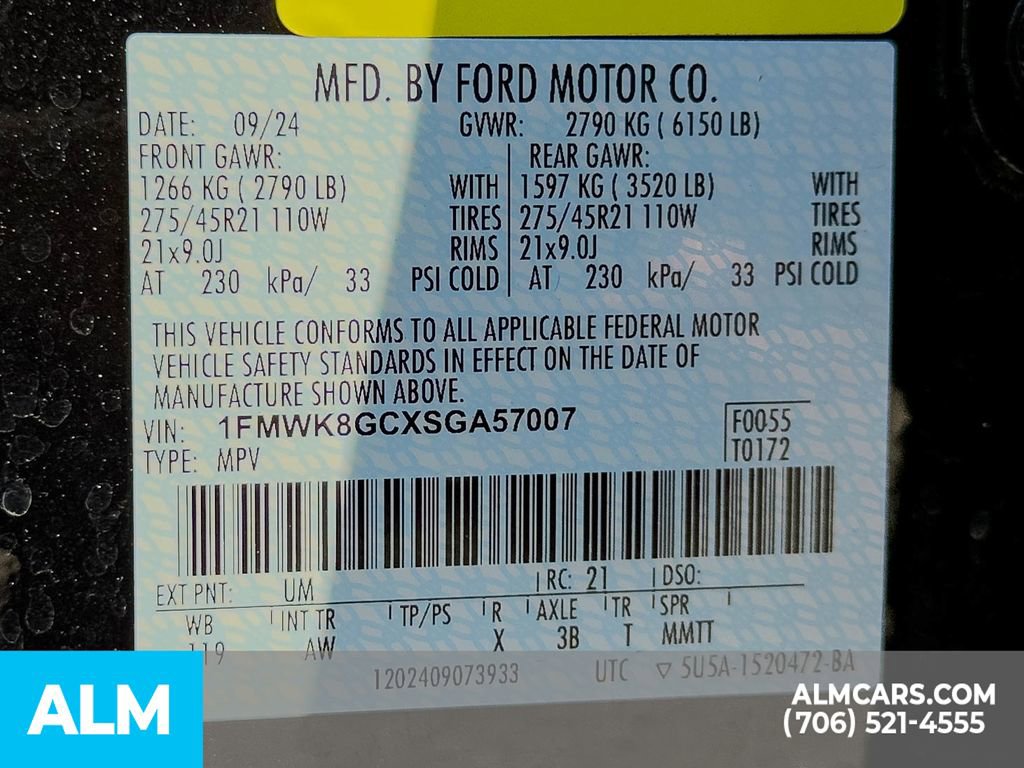 MFD. BY FORD MOTOR CO.
DATE: 09/24 GVWR: 2790 KG ( 6150 LB)
FRONT GAWR: REAR GAWR:
1266 KG ( 2790 LB) WITH 1597 KG ( 3520 LB) WITH
275/45R21 110W TIRES 275/45R21 110W TIRES
21x9.0J RIMS 21x9.0J RIMS
AT 230 kPa/ 33 PSI COLD AT 230 kPa/ 33 PSI COLD
THIS VEHICLE CONFORMS TO ALL APPLICABLE FEDERAL MOTOR
VEHICLE SAFETY STANDARDS IN EFFECT ON THE DATE OF
MANUFACTURE SHOWN ABOVE.
VIN: 1FMWK8GCXSGA57007 F0055
TYPE: MPV T0172
EXT PNT: UM RC: 21 DSO:
WB INT TR TP/PS R AXLE TR SPR
119 AW X 3B T MMTT
1202409073933 UTC ▽ 5U5A-1520472-BA
ALM
ALMCARS.COM
(706) 521-4555